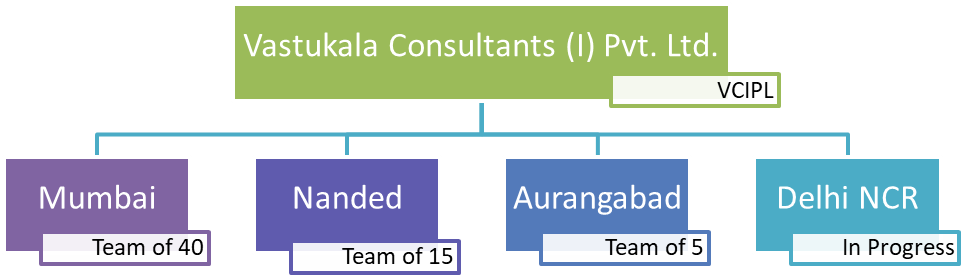 Vastukala Consultants (I) Pvt. Ltd.
VCIPL
Mumbai
Team of 40
Nanded
Team of 15
Aurangabad
Team of 5
Delhi NCR
In Progress